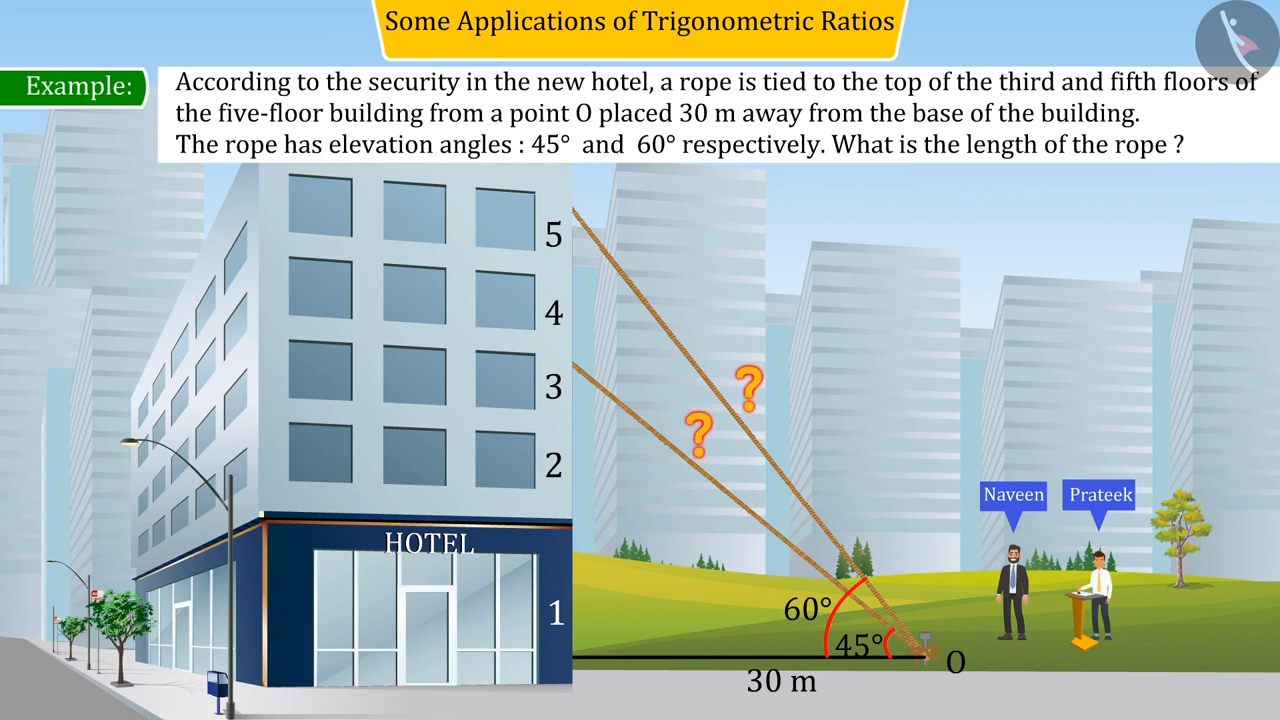 Some Applications of Trigonometric Ratios
Example:
According to the security in the new hotel, a rope is tied to the top of the third and fifth floors of
the five-floor building from a point O placed 30 m away from the base of the building.
The rope has elevation angles : 45° and 60° respectively. What is the length of the rope ?
5
4
3
2
1
HOTEL
?
?
Naveen
Prateek
60°
45°
O
30 m